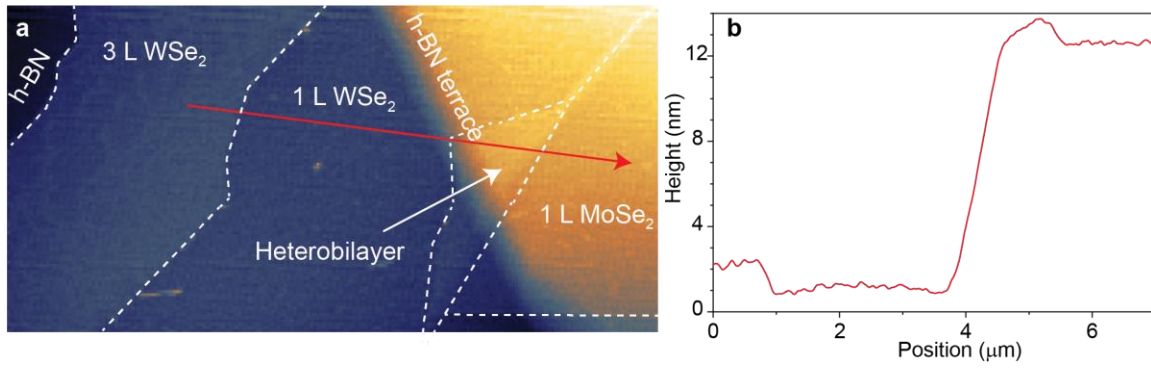 a
h-BN
3 L WSe₂
1 L WSe₂
h-BN terrace
Heterobilayer
1 L MoSe₂
b
Height (nm)
12
8
4
0
0
2
4
6
Position (μm)